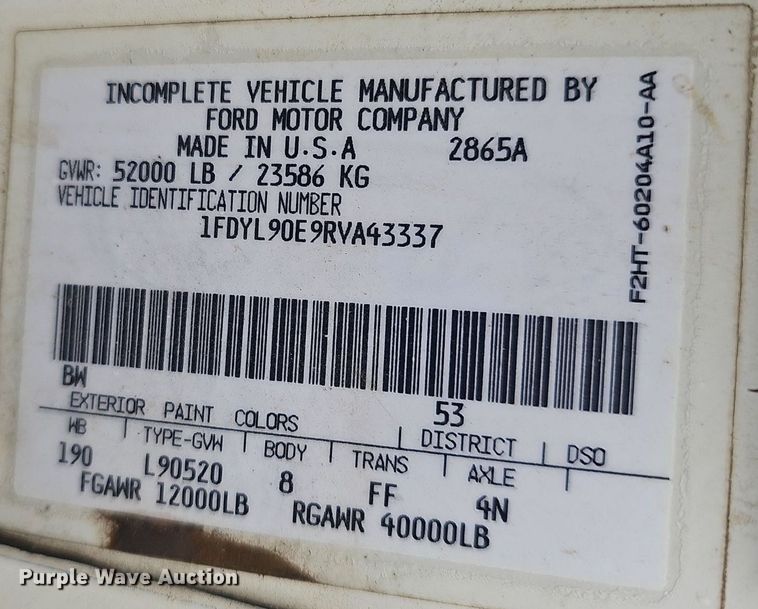 INCOMPLETE VEHICLE MANUFACTURED BY
FORD MOTOR COMPANY
MADE IN U.S.A 2865A
GVWR: 52000 LB / 23586 KG
VEHICLE IDENTIFICATION NUMBER
1FDYL90E9RVA43337
F2HT-60204A10-AA
BW
EXTERIOR PAINT COLORS 53 DISTRICT DSO
WB TYPE-GVW BODY TRANS AXLE
190 L90520 8 FF 4N
FGAWR 12000LB RGAWR 40000LB
Purple Wave Auction